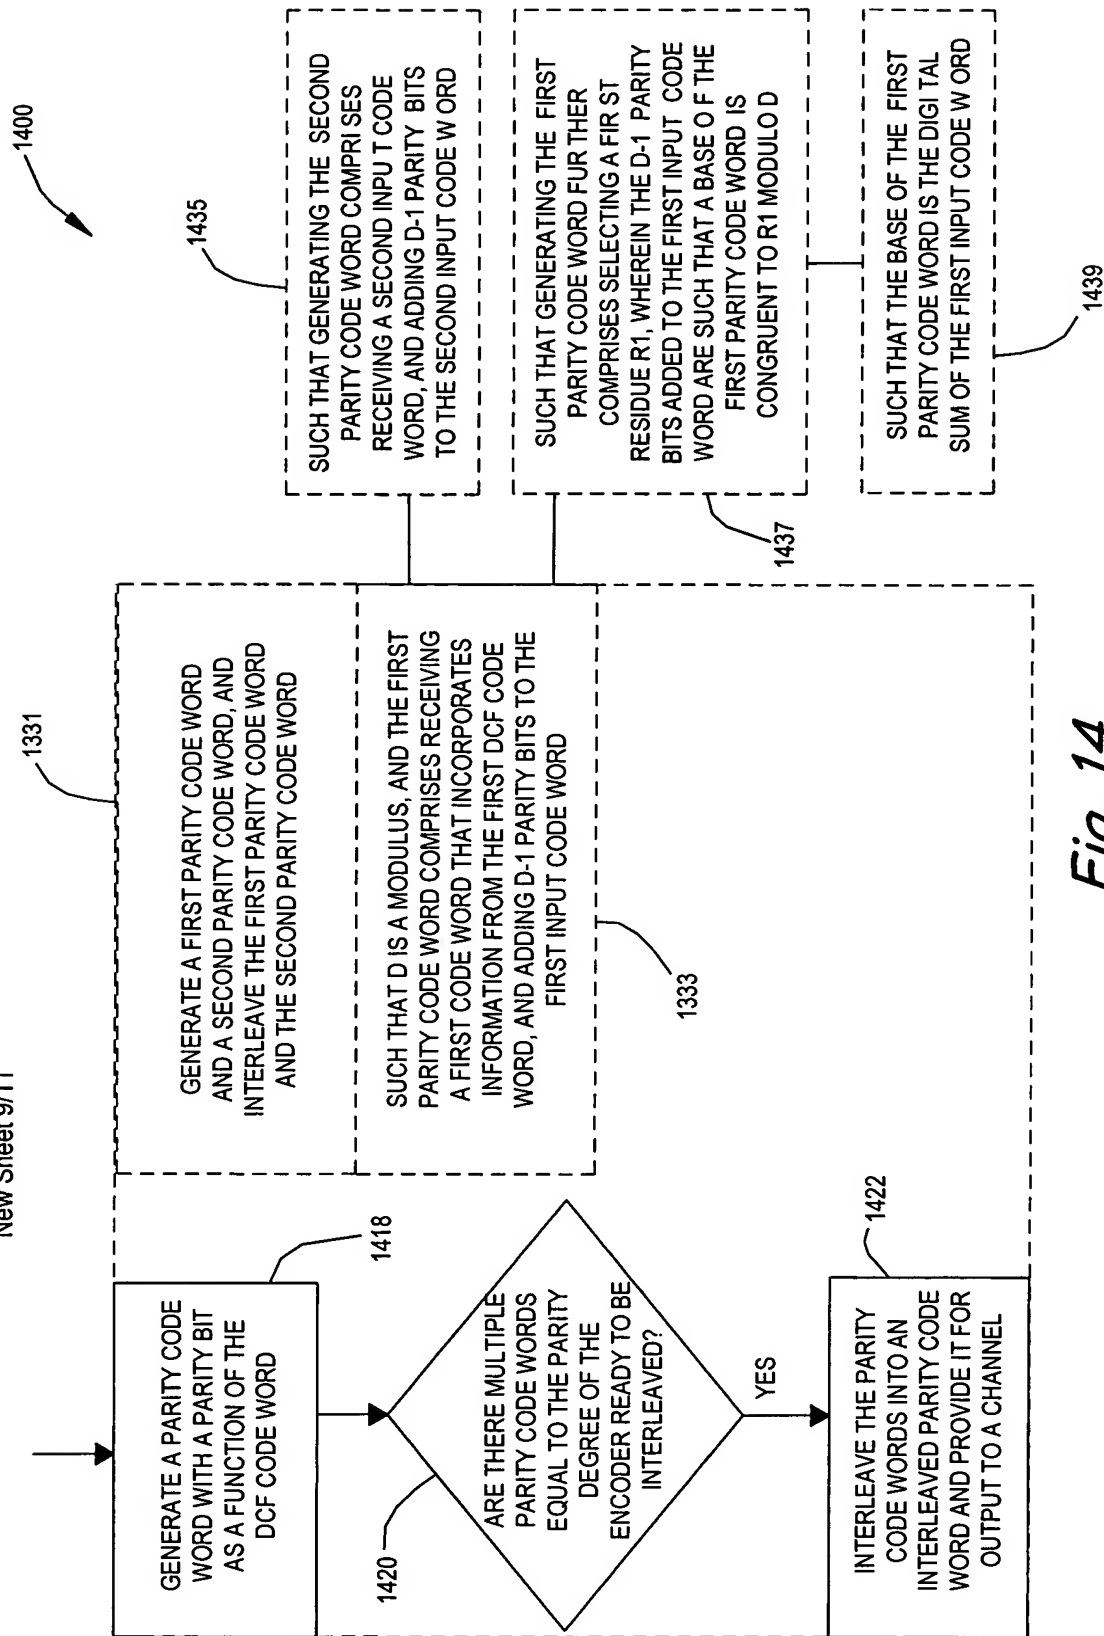 New Sheet 9/11
1400
1331
1418
GENERATE A PARITY CODE
WORD WITH A PARITY BIT
AS A FUNCTION OF THE
DCF CODE WORD
1420
ARE THERE MULTIPLE
PARITY CODE WORDS
EQUAL TO THE PARITY
DEGREE OF THE
ENCODER READY TO BE
INTERLEAVED?
YES
1422
INTERLEAVE THE PARITY
CODE WORDS INTO AN
INTERLEAVED PARITY CODE
WORD AND PROVIDE IT FOR
OUTPUT TO A CHANNEL
GENERATE A FIRST PARITY CODE WORD
AND A SECOND PARITY CODE WORD, AND
INTERLEAVE THE FIRST PARITY CODE WORD
AND THE SECOND PARITY CODE WORD
SUCH THAT D IS A MODULUS, AND THE FIRST
PARITY CODE WORD COMPRISES RECEIVING
A FIRST CODE WORD THAT INCORPORATES
INFORMATION FROM THE FIRST DCF CODE
WORD, AND ADDING D-1 PARITY BITS TO THE
FIRST INPUT CODE WORD
1333
1435
SUCH THAT GENERATING THE SECOND
PARITY CODE WORD COMPRI SES
RECEIVING A SECOND INPU T CODE
WORD, AND ADDING D-1 PARITY BITS
TO THE SECOND INPUT CODE W ORD
SUCH THAT GENERATING THE FIRST
PARITY CODE WORD FUR THER
COMPRISES SELECTING A FIR ST
RESIDUE R1, WHEREIN THE D-1 PARITY
BITS ADDED TO THE FIRST INPUT CODE
WORD ARE SUCH THAT A BASE O F THE
FIRST PARITY CODE WORD IS
CONGRUENT TO R1 MODULO D
1437
SUCH THAT THE BASE OF THE FIRST
PARITY CODE WORD IS THE DIGI TAL
SUM OF THE FIRST INPUT CODE W ORD
1439
Fig. 14